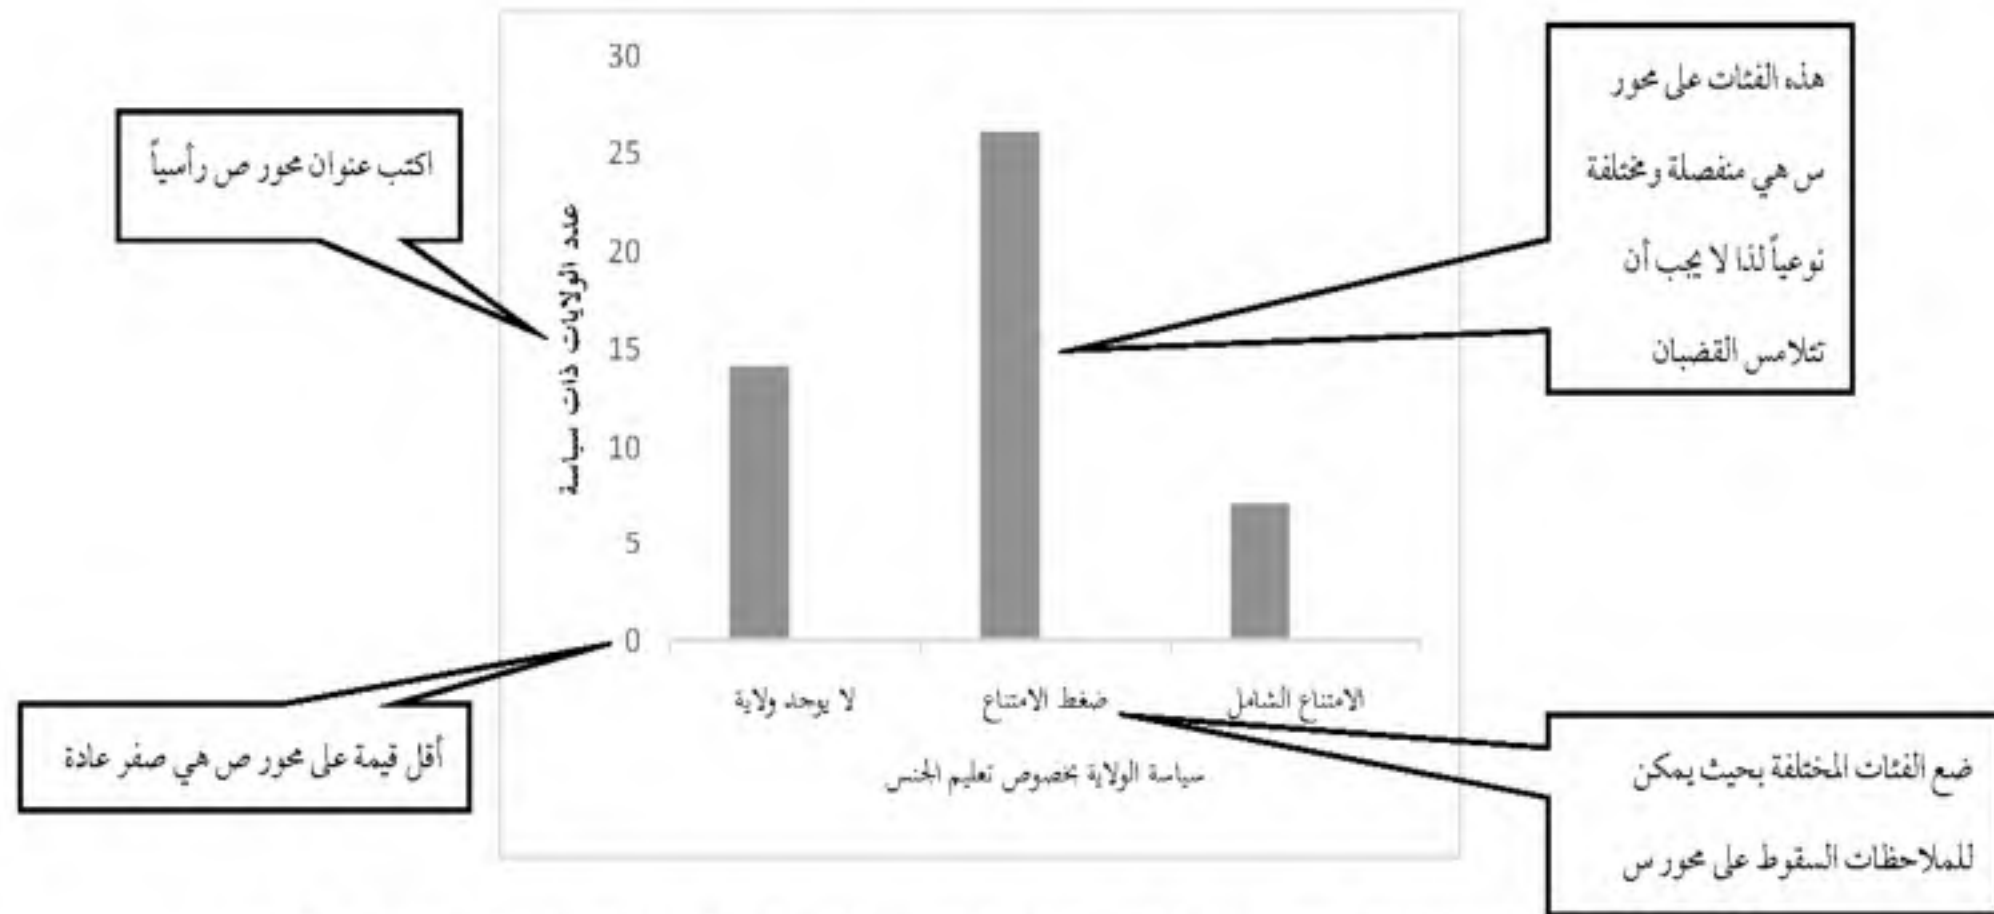 30
25
20
15
10
5
0
عدد الولايات ذات سياسة
لا يوحد ولاية
ضغط الامتناع
الامتناع الشامل
سياسة الولاية بخصوص تعليم الجنس
اكتب عنوان محور ص رأسياً
أقل قيمة على محور ص هي صفر عادة
هذه الفئات على محور
س هي منفصلة ومختلفة
نوعياً لذا لا يجب أن
تتلامس القضبان
ضع الفئات المختلفة بحيث يمكن
للملاحظات السقوط على محور س